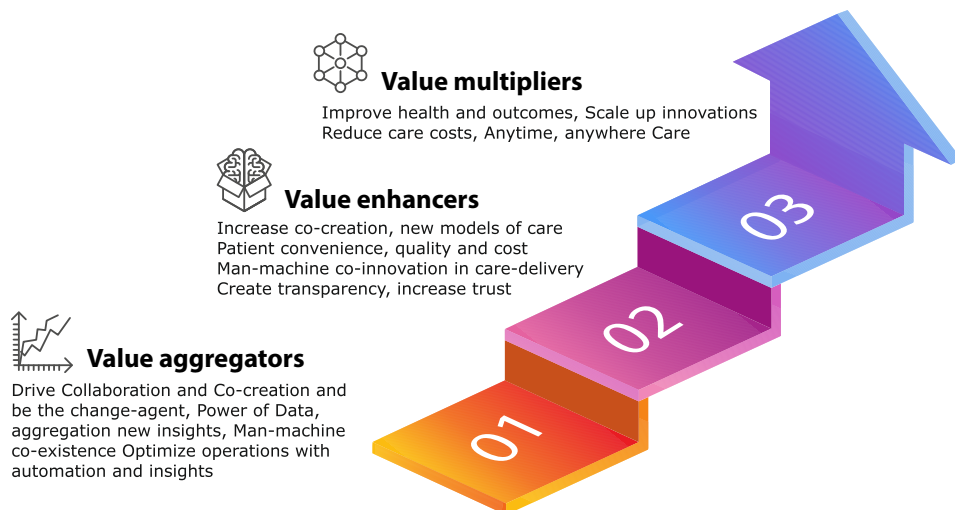 Value multipliers
Improve health and outcomes, Scale up innovations
Reduce care costs, Anytime, anywhere Care
03
Value enhancers
Increase co-creation, new models of care
Patient convenience, quality and cost
Man-machine co-innovation in care-delivery
Create transparency, increase trust
02
Value aggregators
Drive Collaboration and Co-creation and
be the change-agent, Power of Data,
aggregation new insights, Man-machine
co-existence Optimize operations with
automation and insights
01